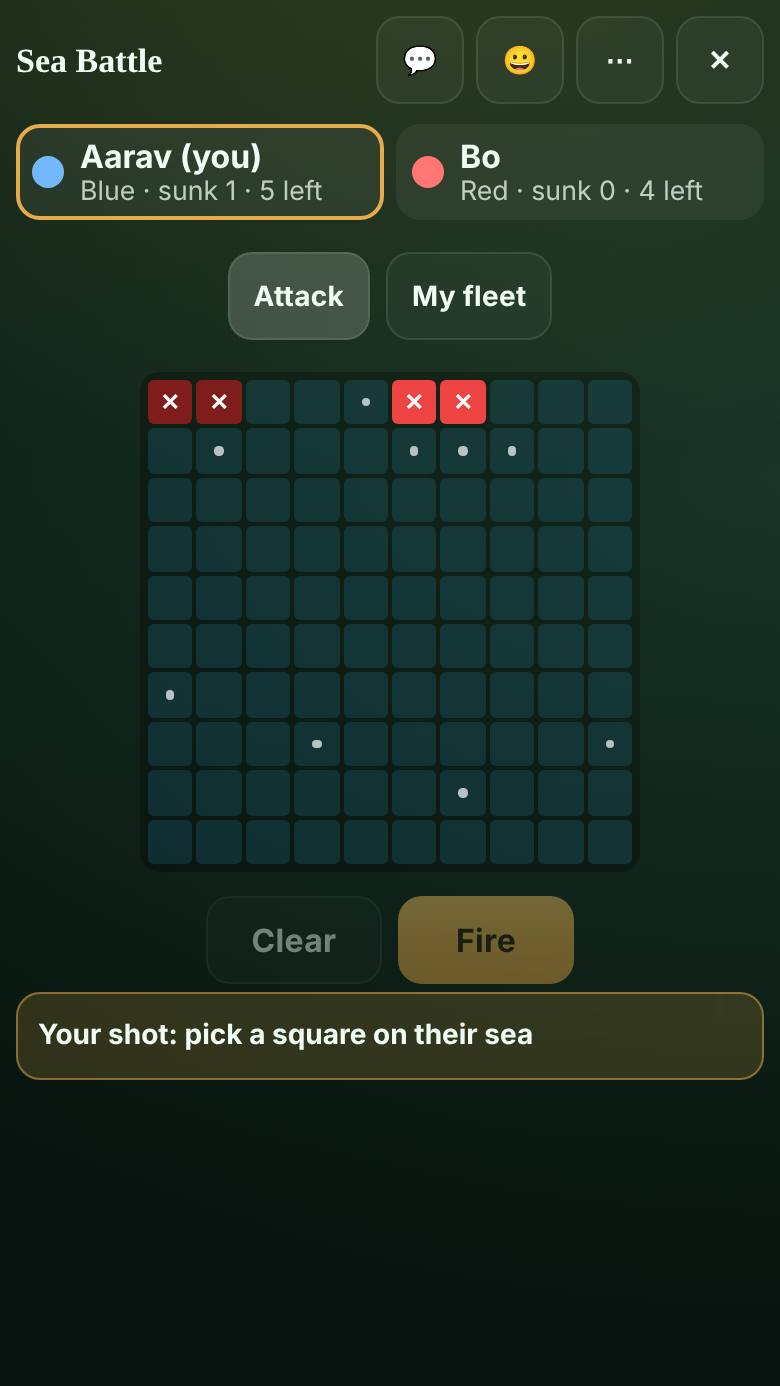 Sea Battle
💬 😀 ⋯ ✕
Aarav (you)
Blue · sunk 1 · 5 left
Bo
Red · sunk 0 · 4 left
Attack
My fleet
✕ ✕ ✕ ✕
Clear
Fire
Your shot: pick a square on their sea